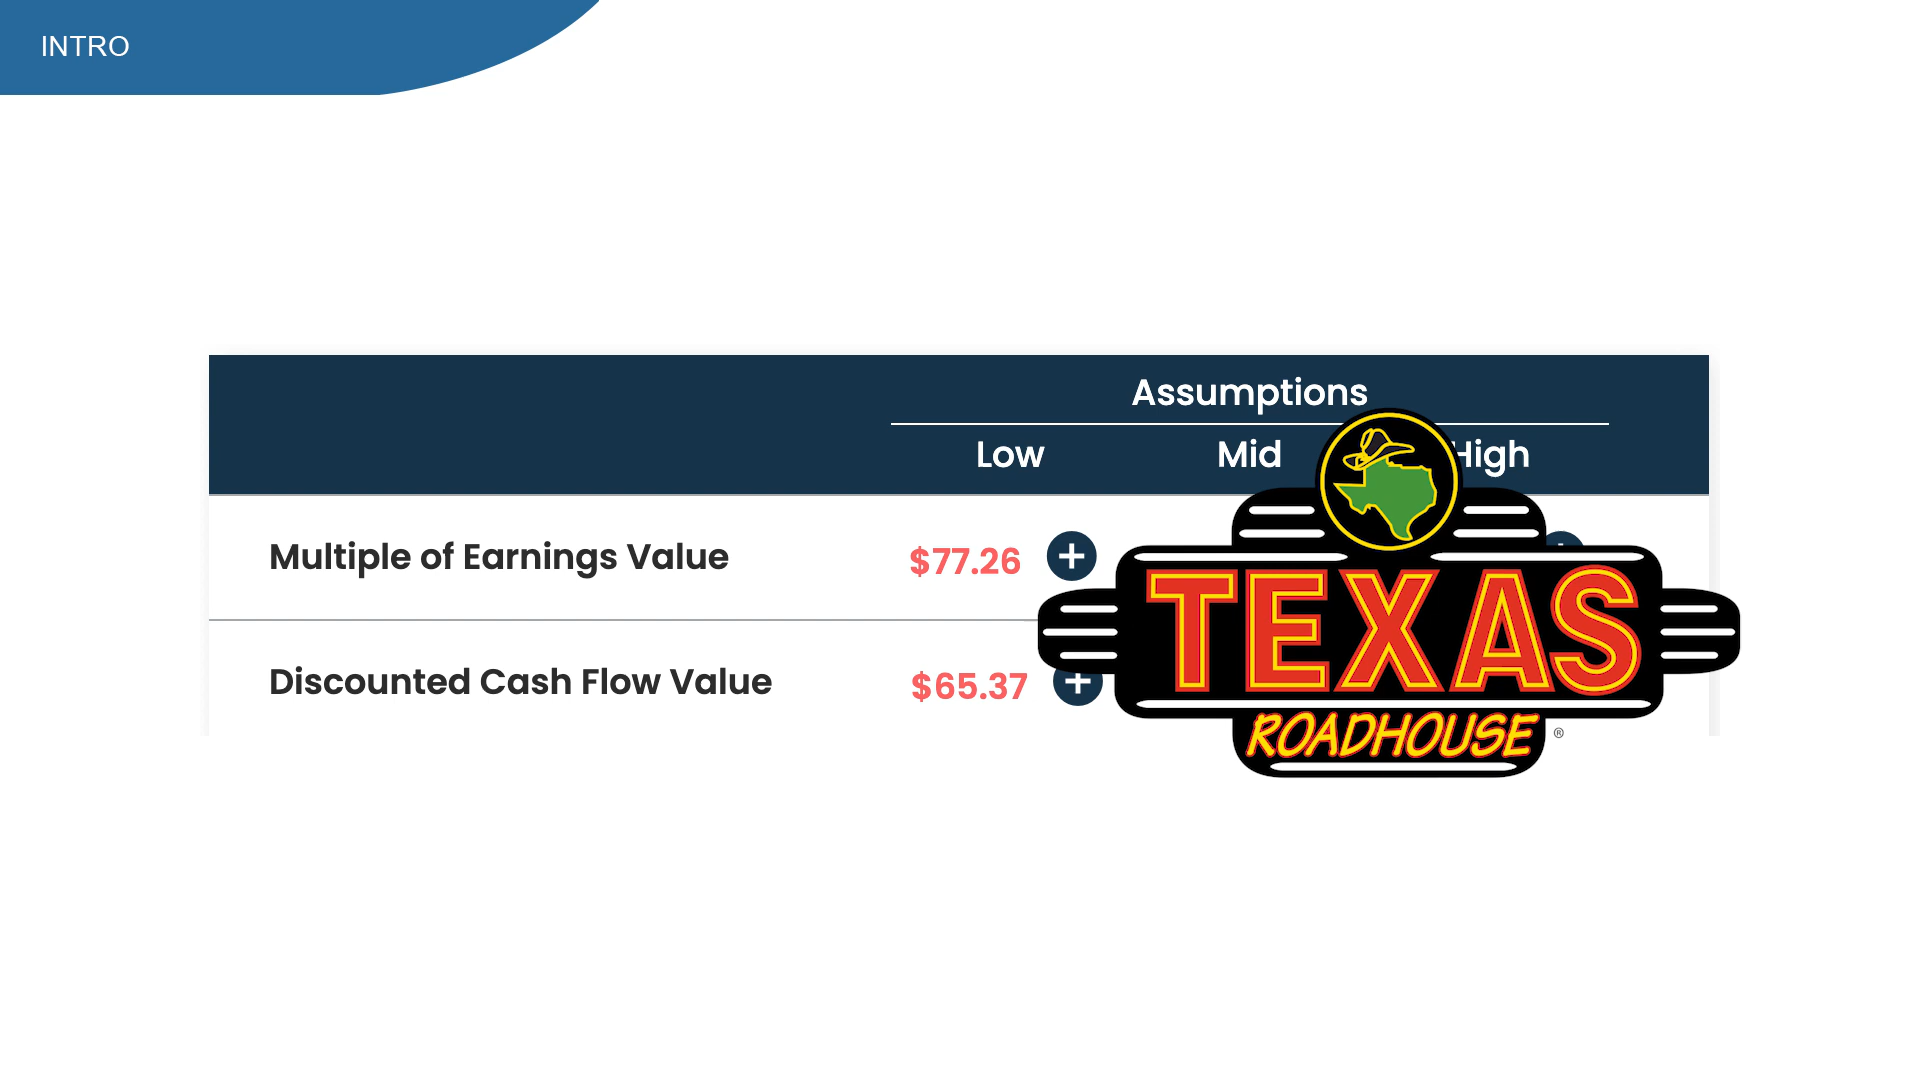 INTRO
Assumptions
Low Mid High
Multiple of Earnings Value $77.26 +
Discounted Cash Flow Value $65.37 +
TEXAS
ROADHOUSE ®